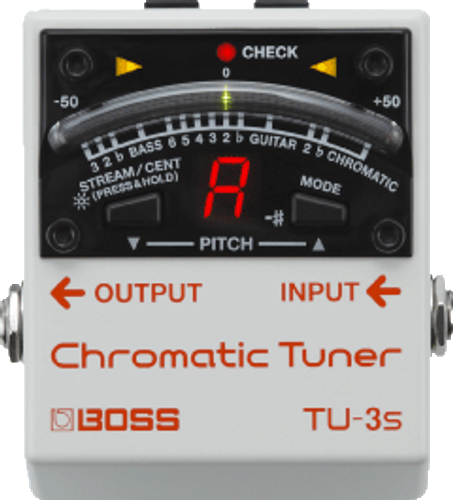 CHECK
0
-50 +50
3 2 ♭ BASS 6 5 4 3 2 ♭ GUITAR 2 ♭ CHROMATIC
STREAM/CENT
(PRESS & HOLD)
MODE
A
-♯
▼ — PITCH — ▲
← OUTPUT INPUT ←
Chromatic Tuner
BOSS TU-3s